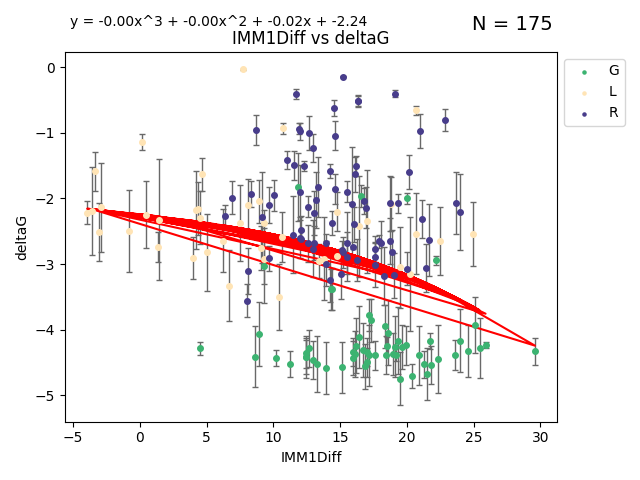 y = -0.00x^3 + -0.00x^2 + -0.02x + -2.24
N = 175
IMM1Diff vs deltaG
G
L
R
0
−1
−2
−3
−4
−5
deltaG
−5
0
5
10
15
20
25
30
IMM1Diff